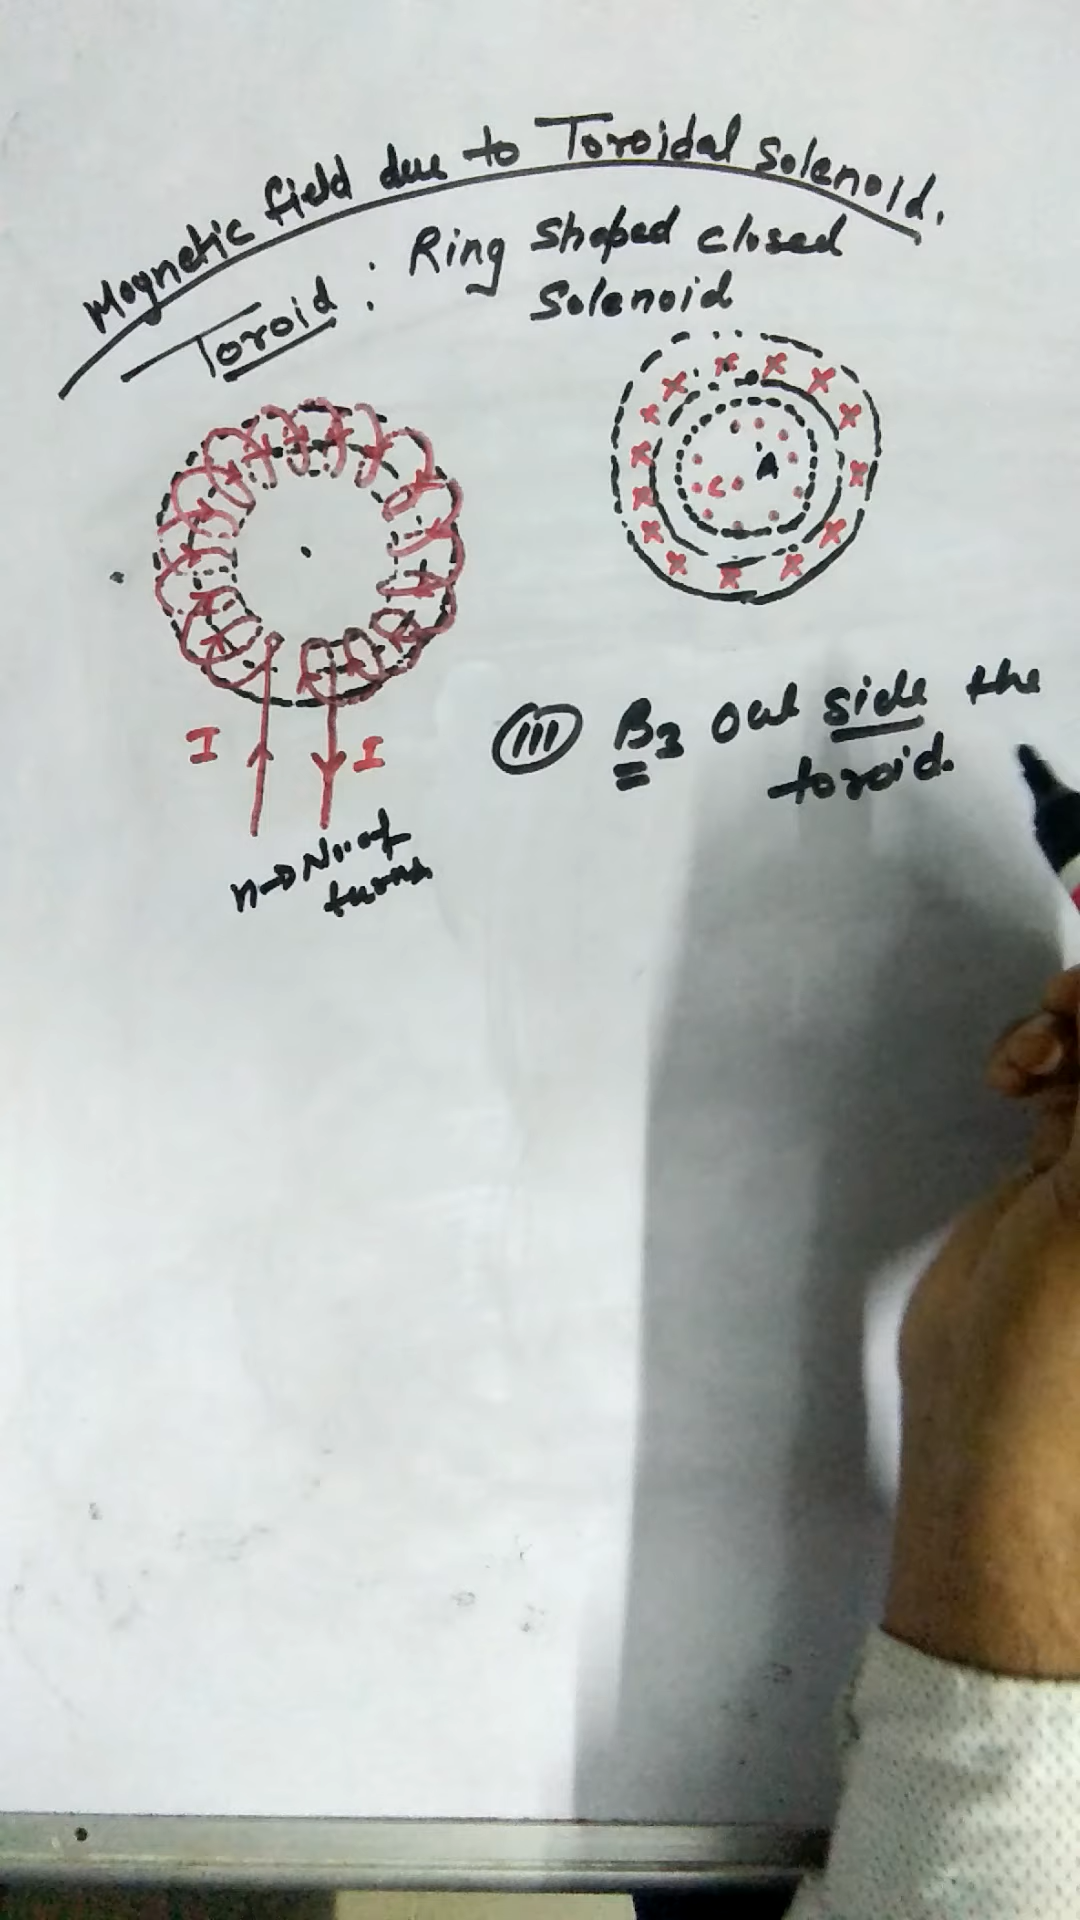 Magnetic field due to Toroidal Solenoid.
Toroid : Ring shaped closed
Solenoid
A
C
I I
(iii) B3 out side the
toroid.
n→No. of
turns